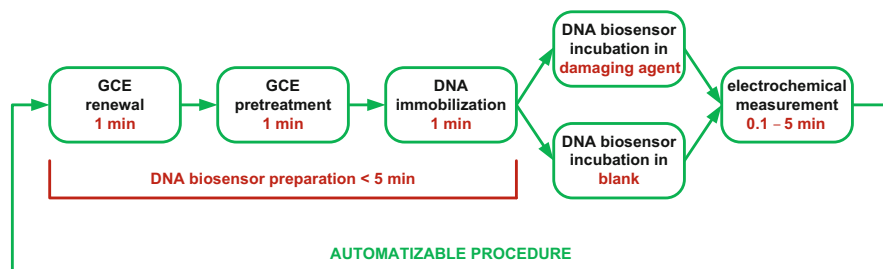 GCE
renewal
1 min
GCE
pretreatment
1 min
DNA
immobilization
1 min
DNA biosensor
incubation in
damaging agent
DNA biosensor
incubation in
blank
electrochemical
measurement
0.1 – 5 min
DNA biosensor preparation < 5 min
AUTOMATIZABLE PROCEDURE